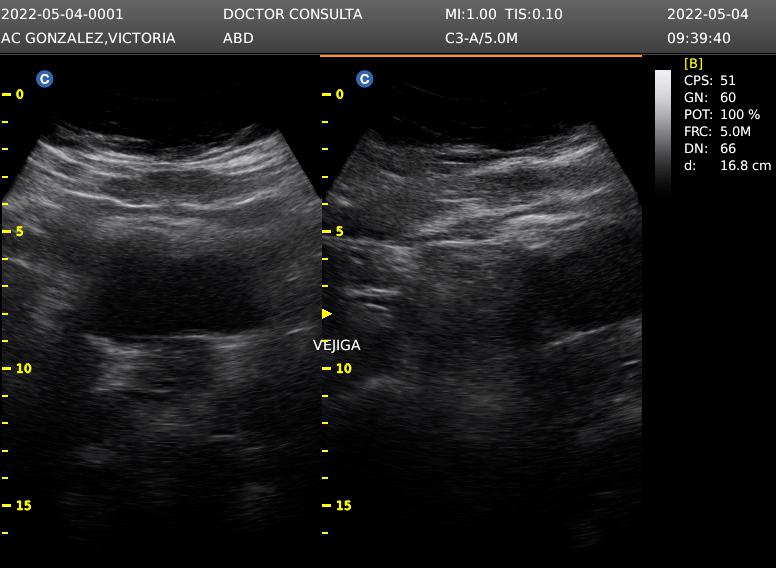 2022-05-04-0001 DOCTOR CONSULTA MI:1.00 TIS:0.10 2022-05-04
AC GONZALEZ,VICTORIA ABD C3-A/5.0M 09:39:40
C C
[B]
CPS: 51
GN: 60
POT: 100 %
FRC: 5.0M
DN: 66
d: 16.8 cm
0 0
5 5
VEJIGA
10 10
15 15